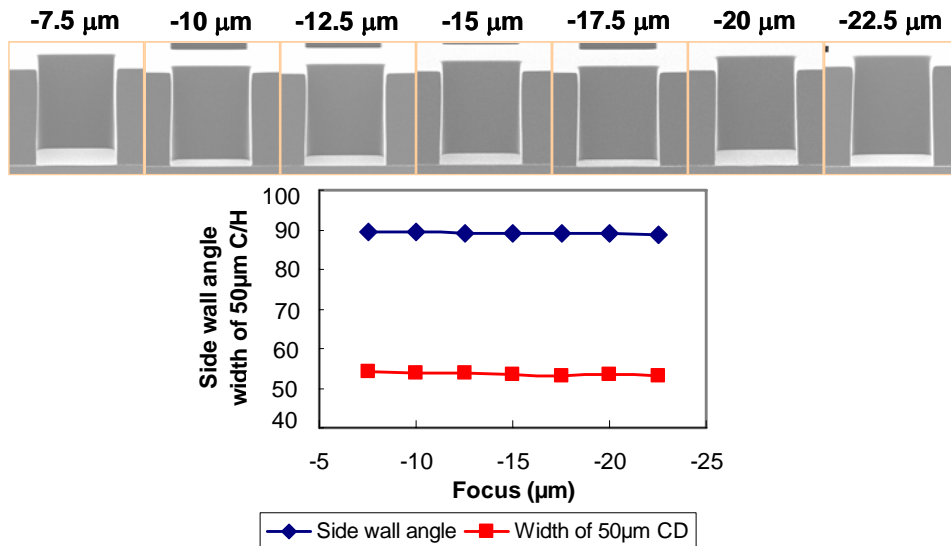 -7.5 µm -10 µm -12.5 µm -15 µm -17.5 µm -20 µm -22.5 µm
Side wall angle
width of 50µm C/H
100
90
80
70
60
50
40
-5 -10 -15 -20 -25
Focus (µm)
Side wall angle Width of 50µm CD